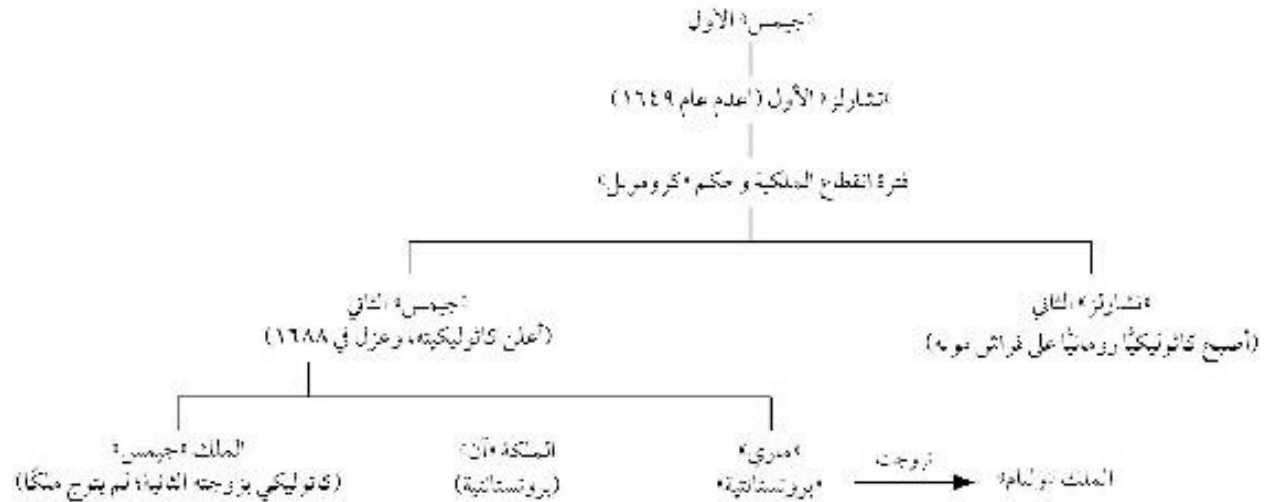 «جيمس» الأول
«تشارلز» الأول (أعدم عام ١٦٤٩)
فترة انقطاع الملكية وحكم «كرومويل»
«تشارلز» الثاني
(أصبح كاثوليكيًّا رومانيًّا على فراش موته)
«جيمس» الثاني
(أعلن كاثوليكيته، وعزل في ١٦٨٨)
تزوجت
الملك «وليام»
«ماري»
«بروتستانتية»
الملكة «آن»
(بروتستانتية)
الملك «جيمس»
(كاثوليكي بزوجته الثانية؛ لم يتوج ملكًا)